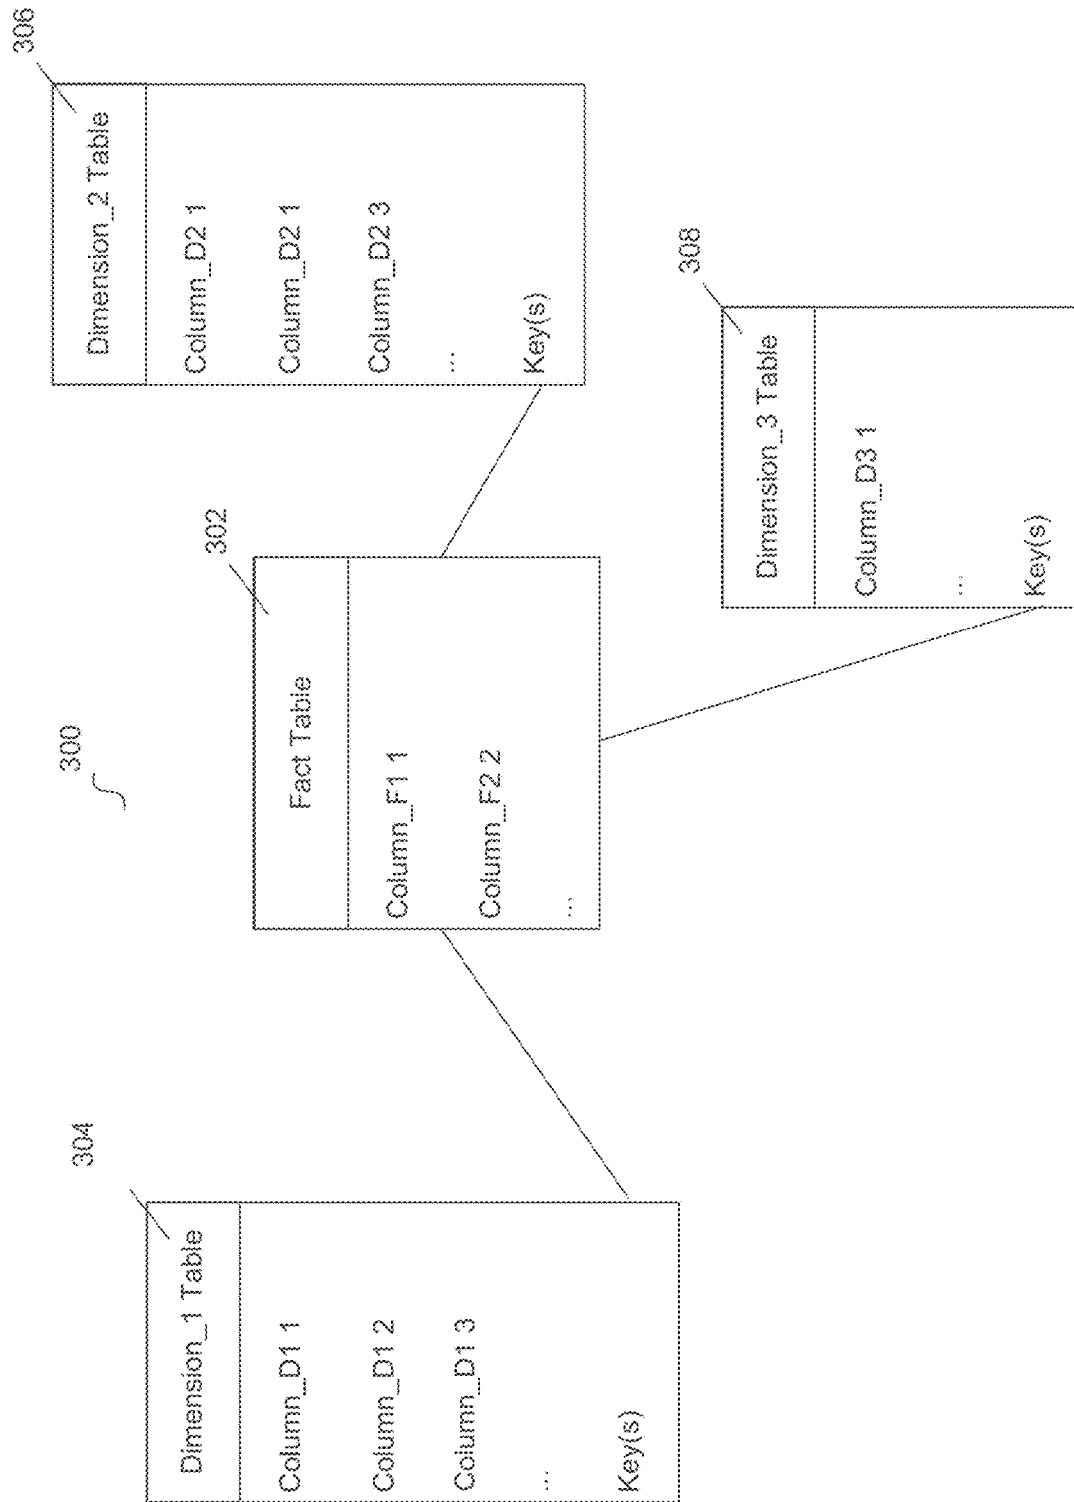 300
304
Dimension_1 Table
Column_D1 1
Column_D1 2
Column_D1 3
...
Key(s)
302
Fact Table
Column_F1 1
Column_F2 2
...
306
Dimension_2 Table
Column_D2 1
Column_D2 1
Column_D2 3
...
Key(s)
308
Dimension_3 Table
Column_D3 1
...
Key(s)